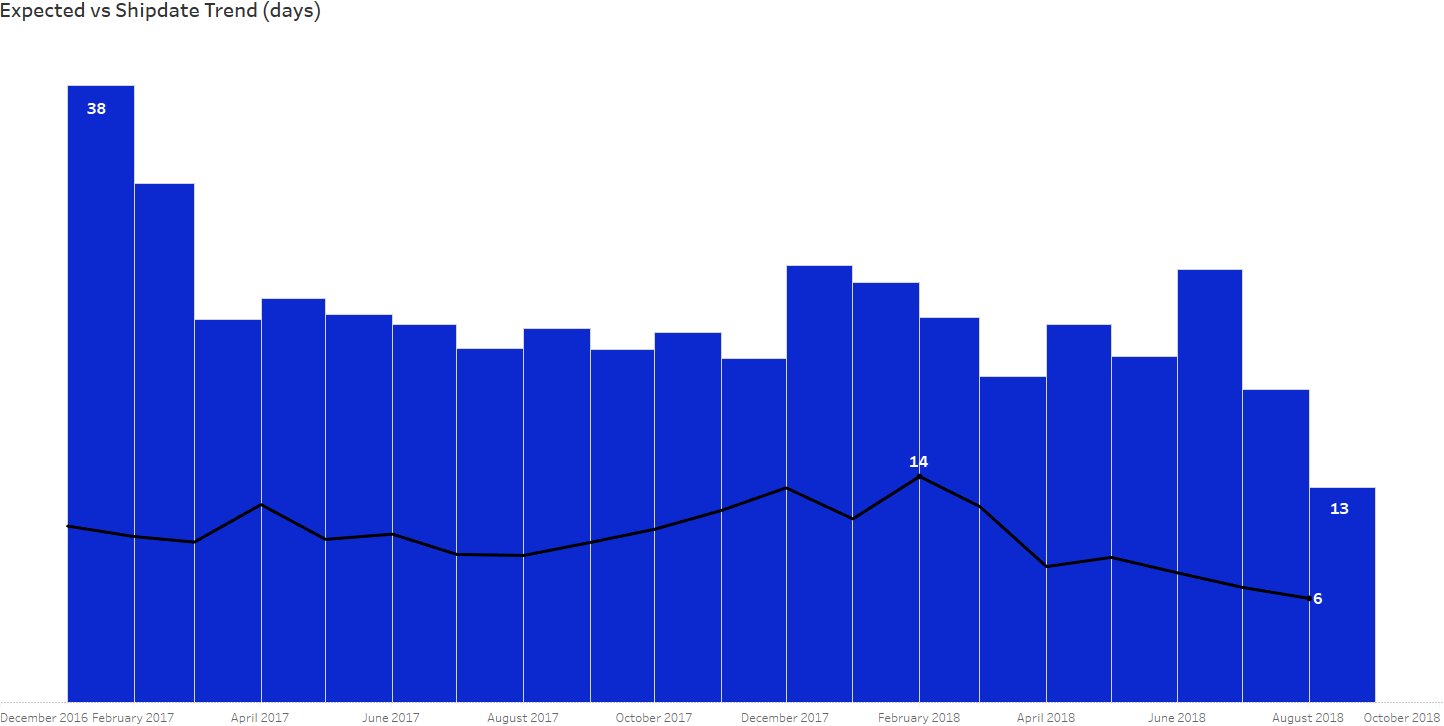 Expected vs Shipdate Trend (days)
38
14
13
6
December 2016 February 2017 April 2017 June 2017 August 2017 October 2017 December 2017 February 2018 April 2018 June 2018 August 2018 October 2018